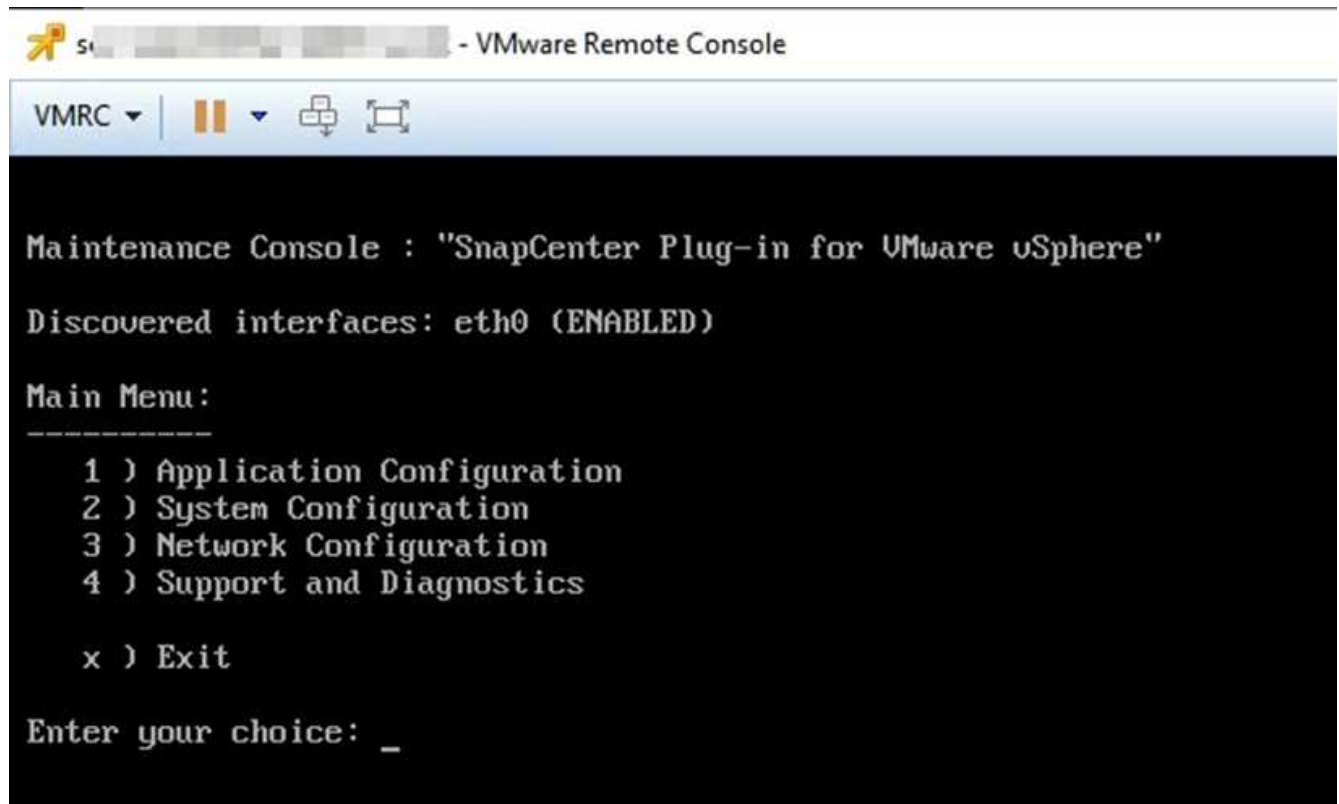 - VMware Remote Console
VMRC
Maintenance Console : "SnapCenter Plug-in for VMware vSphere"
Discovered interfaces: eth0 (ENABLED)
Main Menu:
----------
1 ) Application Configuration
2 ) System Configuration
3 ) Network Configuration
4 ) Support and Diagnostics
x ) Exit
Enter your choice: _